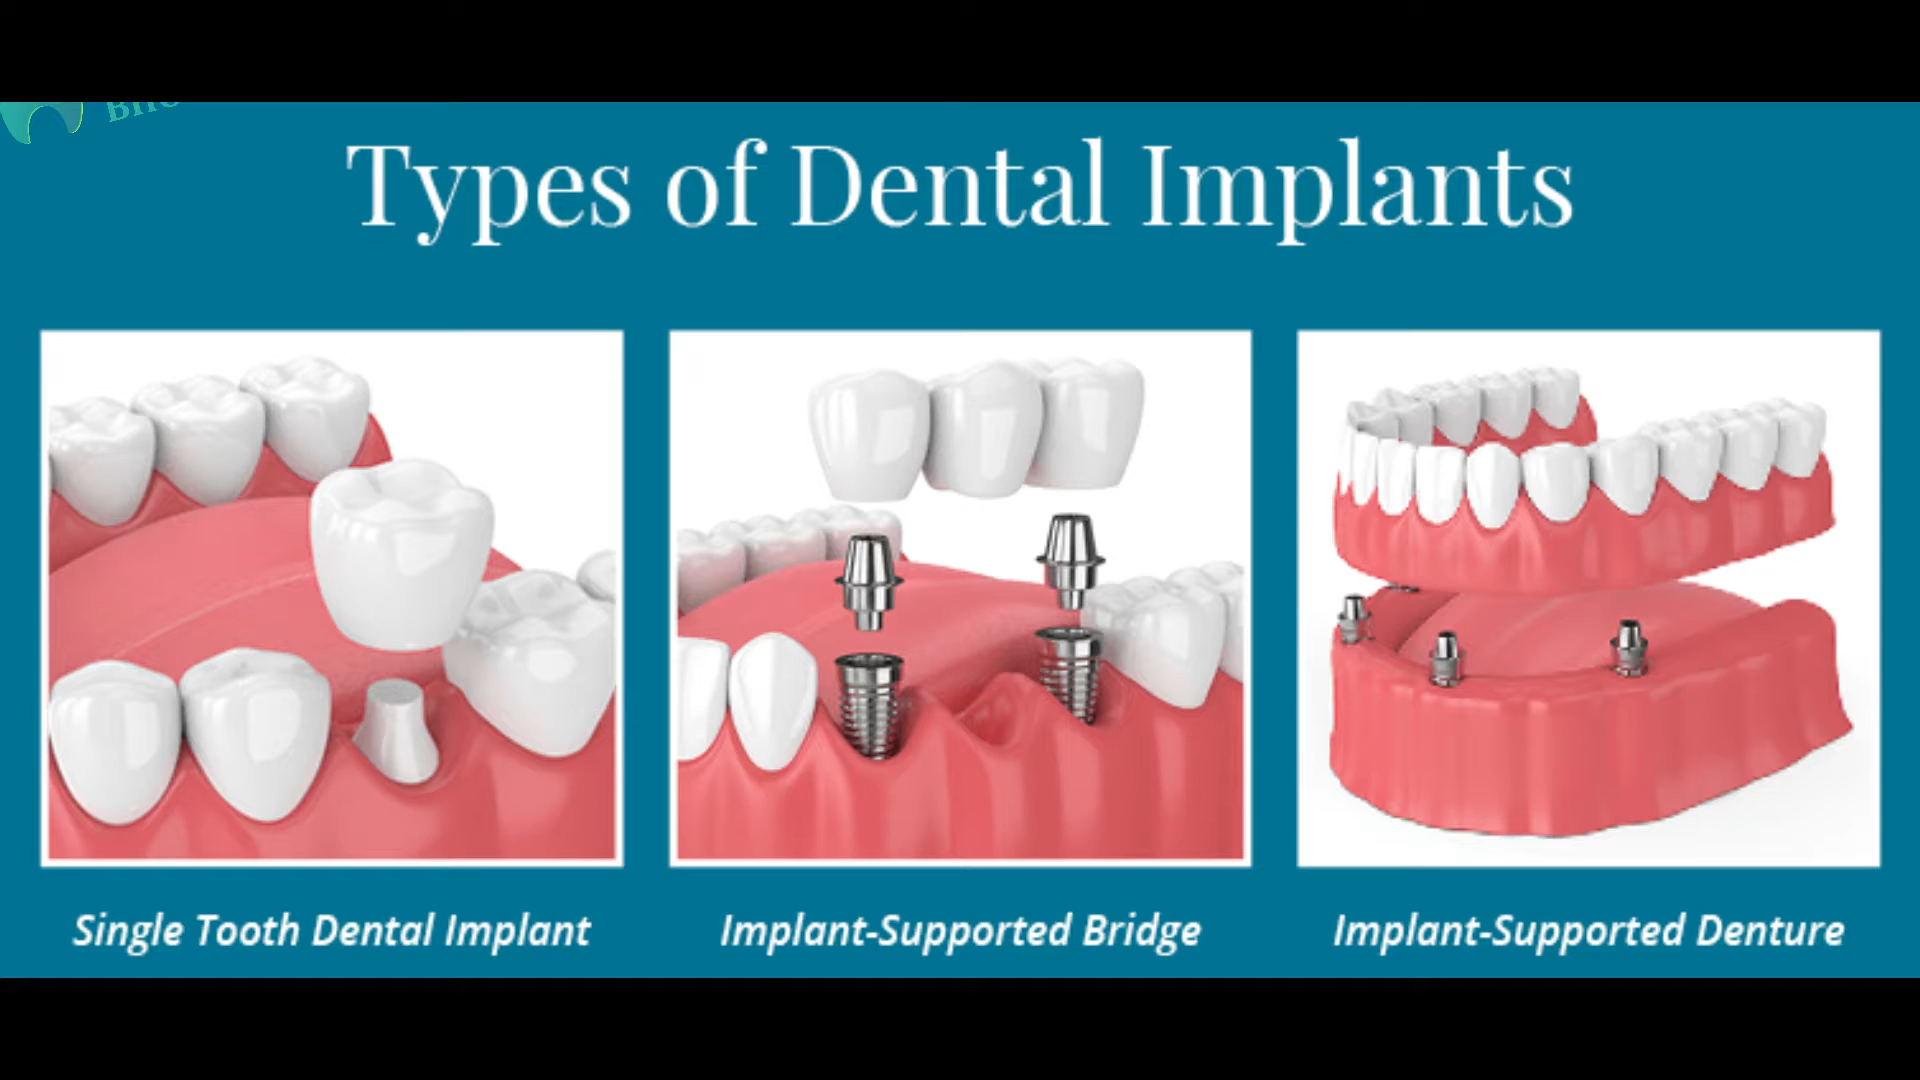 Types of Dental Implants
Single Tooth Dental Implant
Implant-Supported Bridge
Implant-Supported Denture